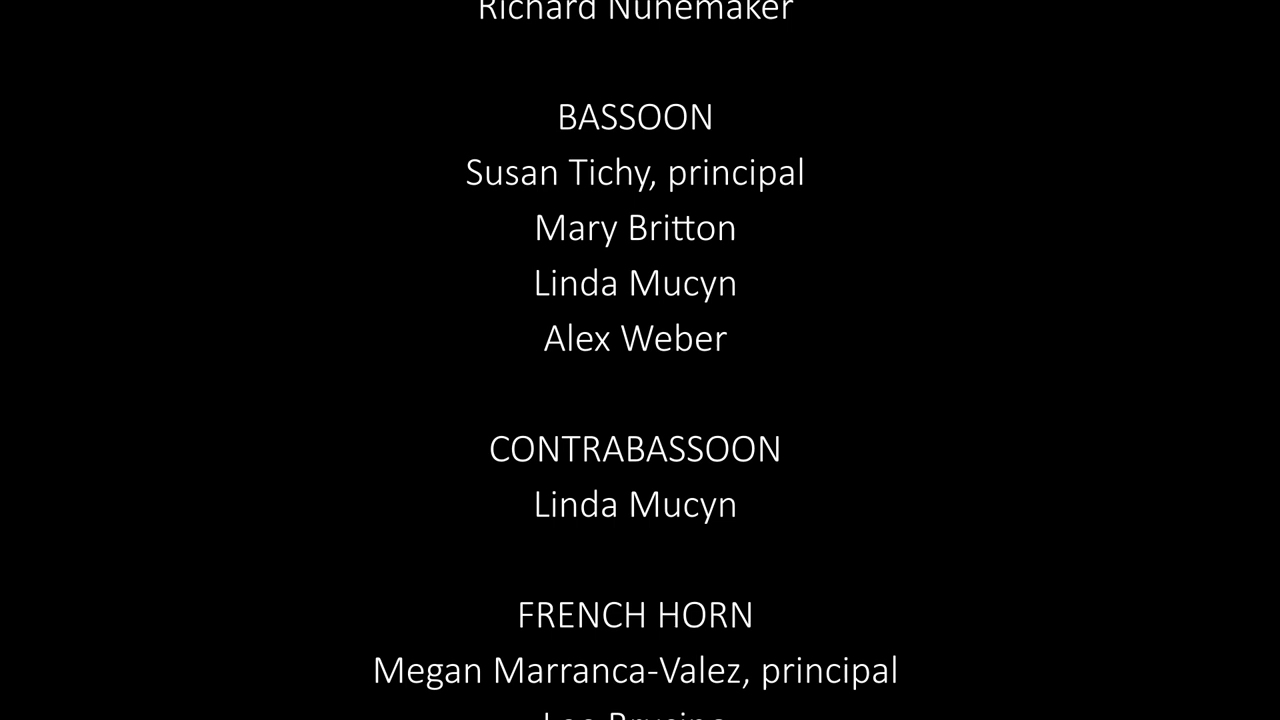 Richard Nunemaker
BASSOON
Susan Tichy, principal
Mary Britton
Linda Mucyn
Alex Weber
CONTRABASSOON
Linda Mucyn
FRENCH HORN
Megan Marranca-Valez, principal